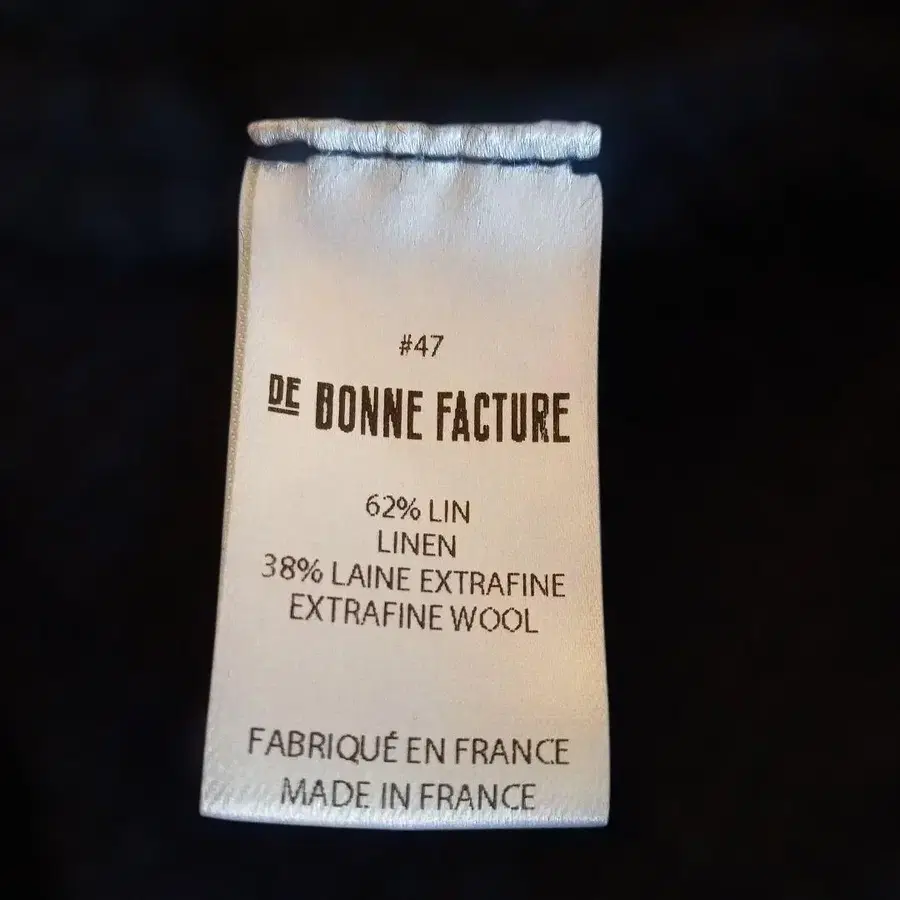 #47
DE BONNE FACTURE
62% LIN
LINEN
38% LAINE EXTRAFINE
EXTRAFINE WOOL
FABRIQUÉ EN FRANCE
MADE IN FRANCE